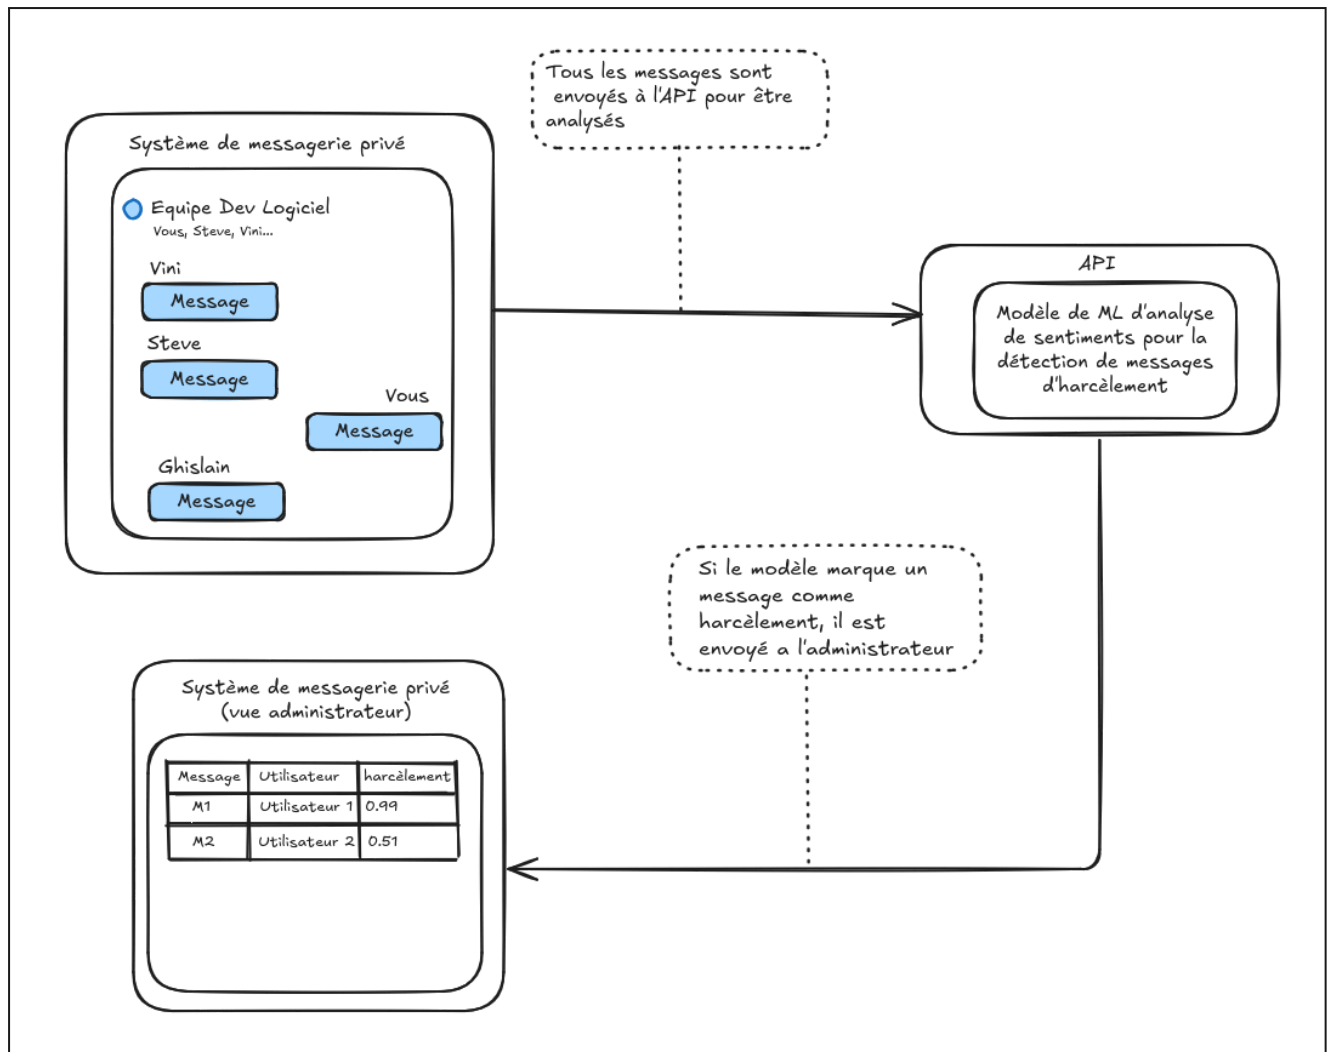 Tous les messages sont
envoyés à l'API pour être
analysés
Système de messagerie privé
Equipe Dev Logiciel
Vous, Steve, Vini...
Vini
Message
Steve
Message
Vous
Message
Ghislain
Message
API
Modèle de ML d'analyse
de sentiments pour la
détection de messages
d'harcèlement
Si le modèle marque un
message comme
harcèlement, il est
envoyé a l'administrateur
Système de messagerie privé
(vue administrateur)
Message Utilisateur harcèlement
M1 Utilisateur 1 0.99
M2 Utilisateur 2 0.51